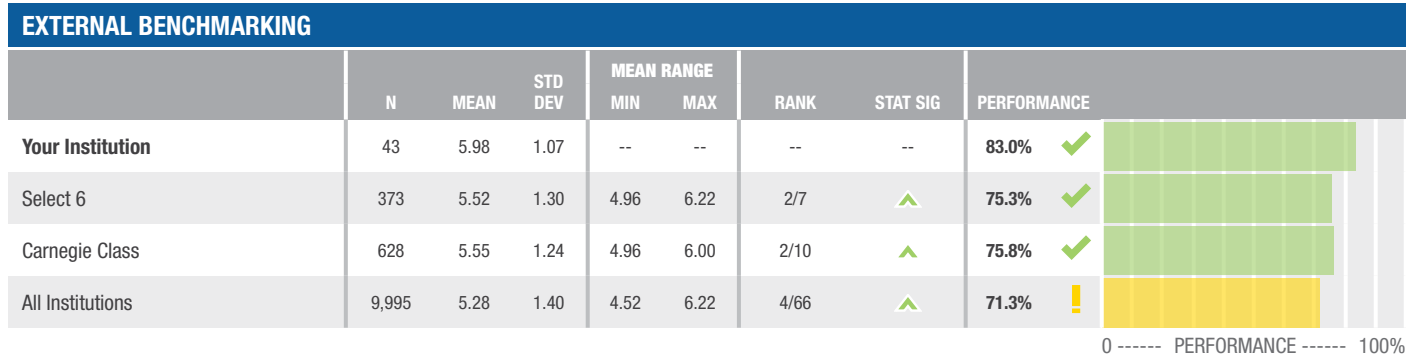 EXTERNAL BENCHMARKING
N MEAN STD DEV MEAN RANGE MIN MAX RANK STAT SIG PERFORMANCE
Your Institution 43 5.98 1.07 -- -- -- -- 83.0%
Select 6 373 5.52 1.30 4.96 6.22 2/7 75.3%
Carnegie Class 628 5.55 1.24 4.96 6.00 2/10 75.8%
All Institutions 9,995 5.28 1.40 4.52 6.22 4/66 71.3% !
0 ------ PERFORMANCE ------ 100%